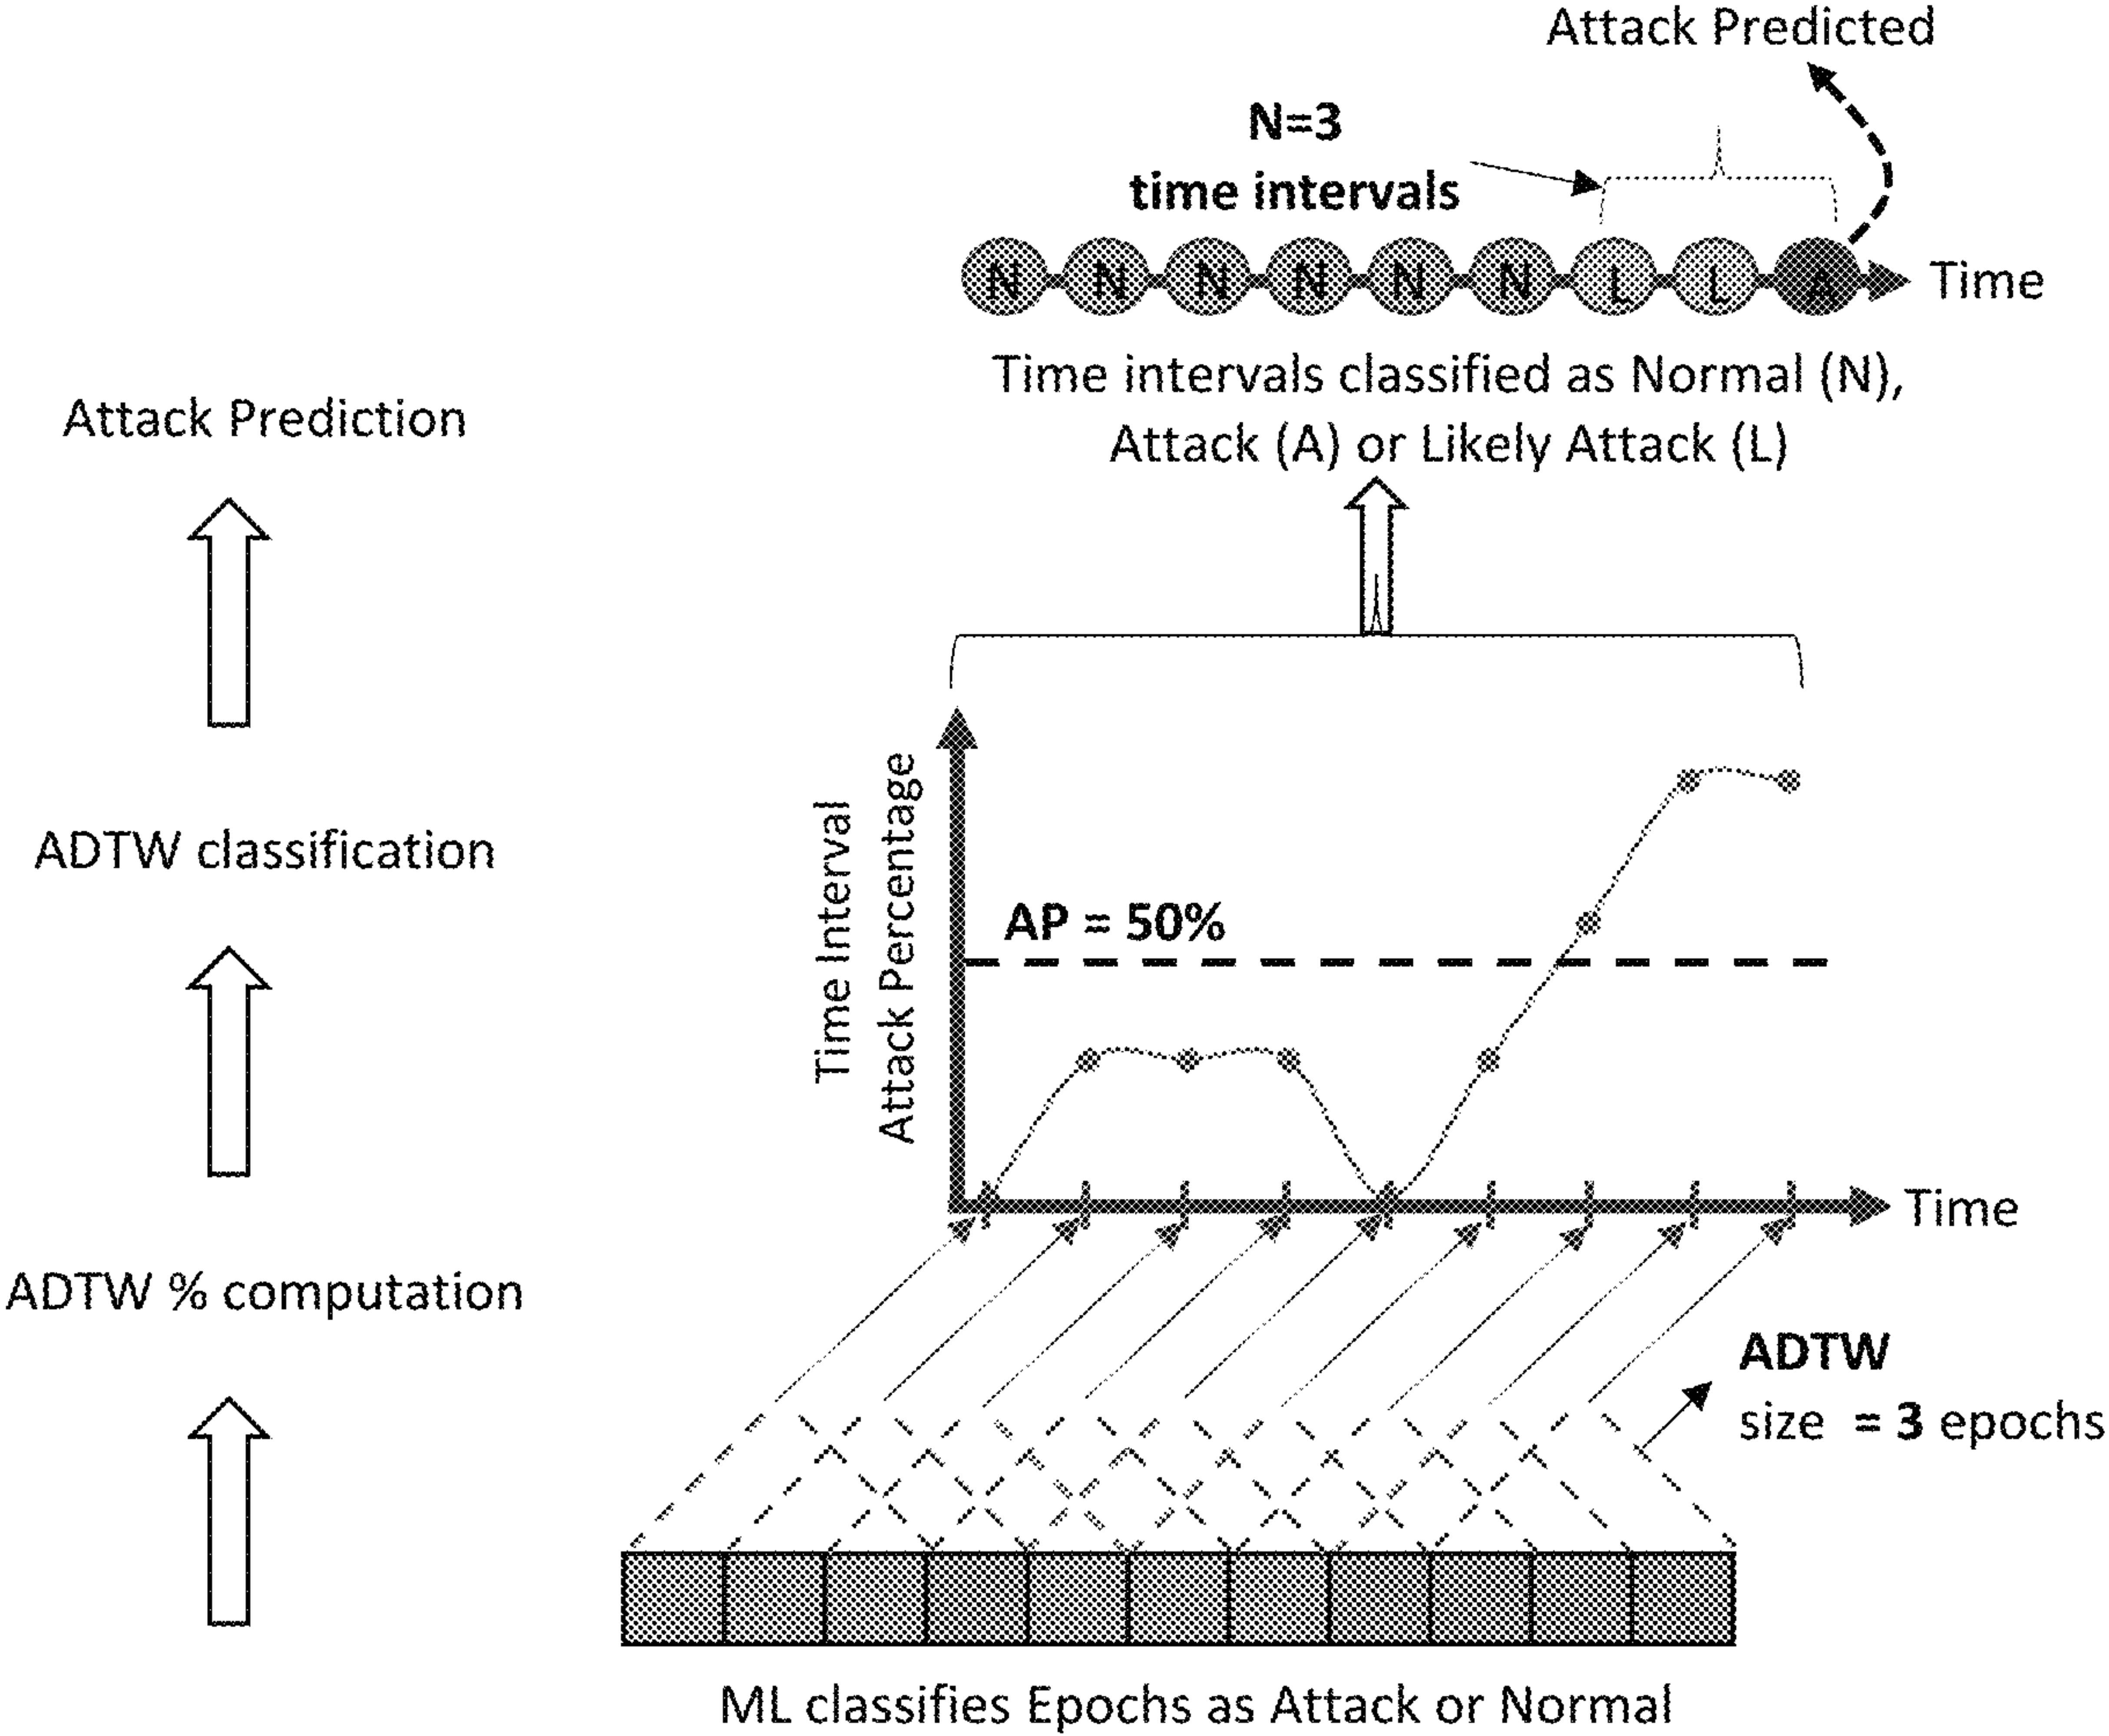 Attack Predicted
N=3
time intervals
N N N N N N L L A
Time
Time intervals classified as Normal (N),
Attack (A) or Likely Attack (L)
Attack Prediction
ADTW classification
Time Interval
Attack Percentage
AP = 50%
Time
ADTW % computation
ADTW
size = 3 epochs
ML classifies Epochs as Attack or Normal